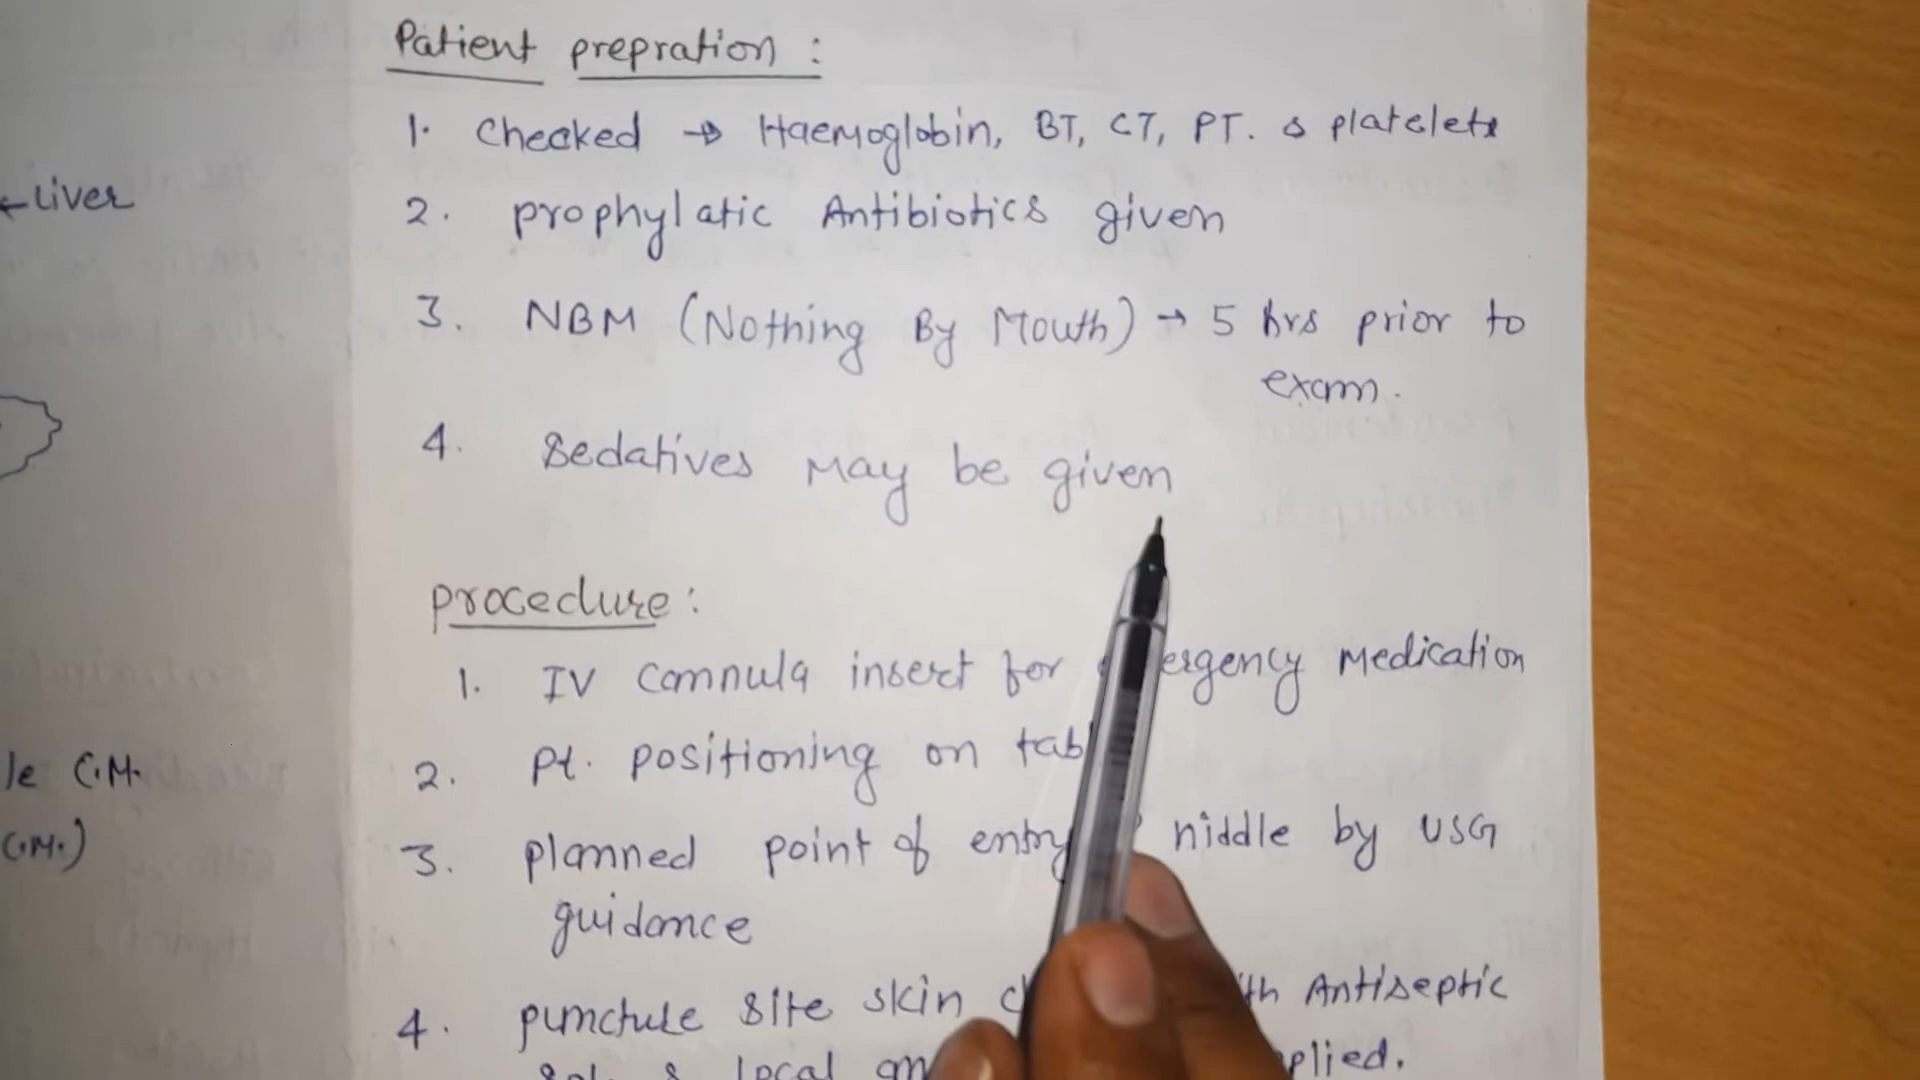 Patient prepration :
1. Checked → Haemoglobin, BT, CT, PT. & platelets
←Liver
2. prophylatic Antibiotics given
3. NBM (Nothing By Mouth) → 5 hrs prior to
exam.
4. Sedatives may be given
procedure :
1. IV Cannula insert for ergency Medication
2. Pt. positioning on tab
le C.M.
3. planned point of entry niddle by USG
C.M.)
guidance
4. puncture site skin th Antiseptic
Sol. & local plied.